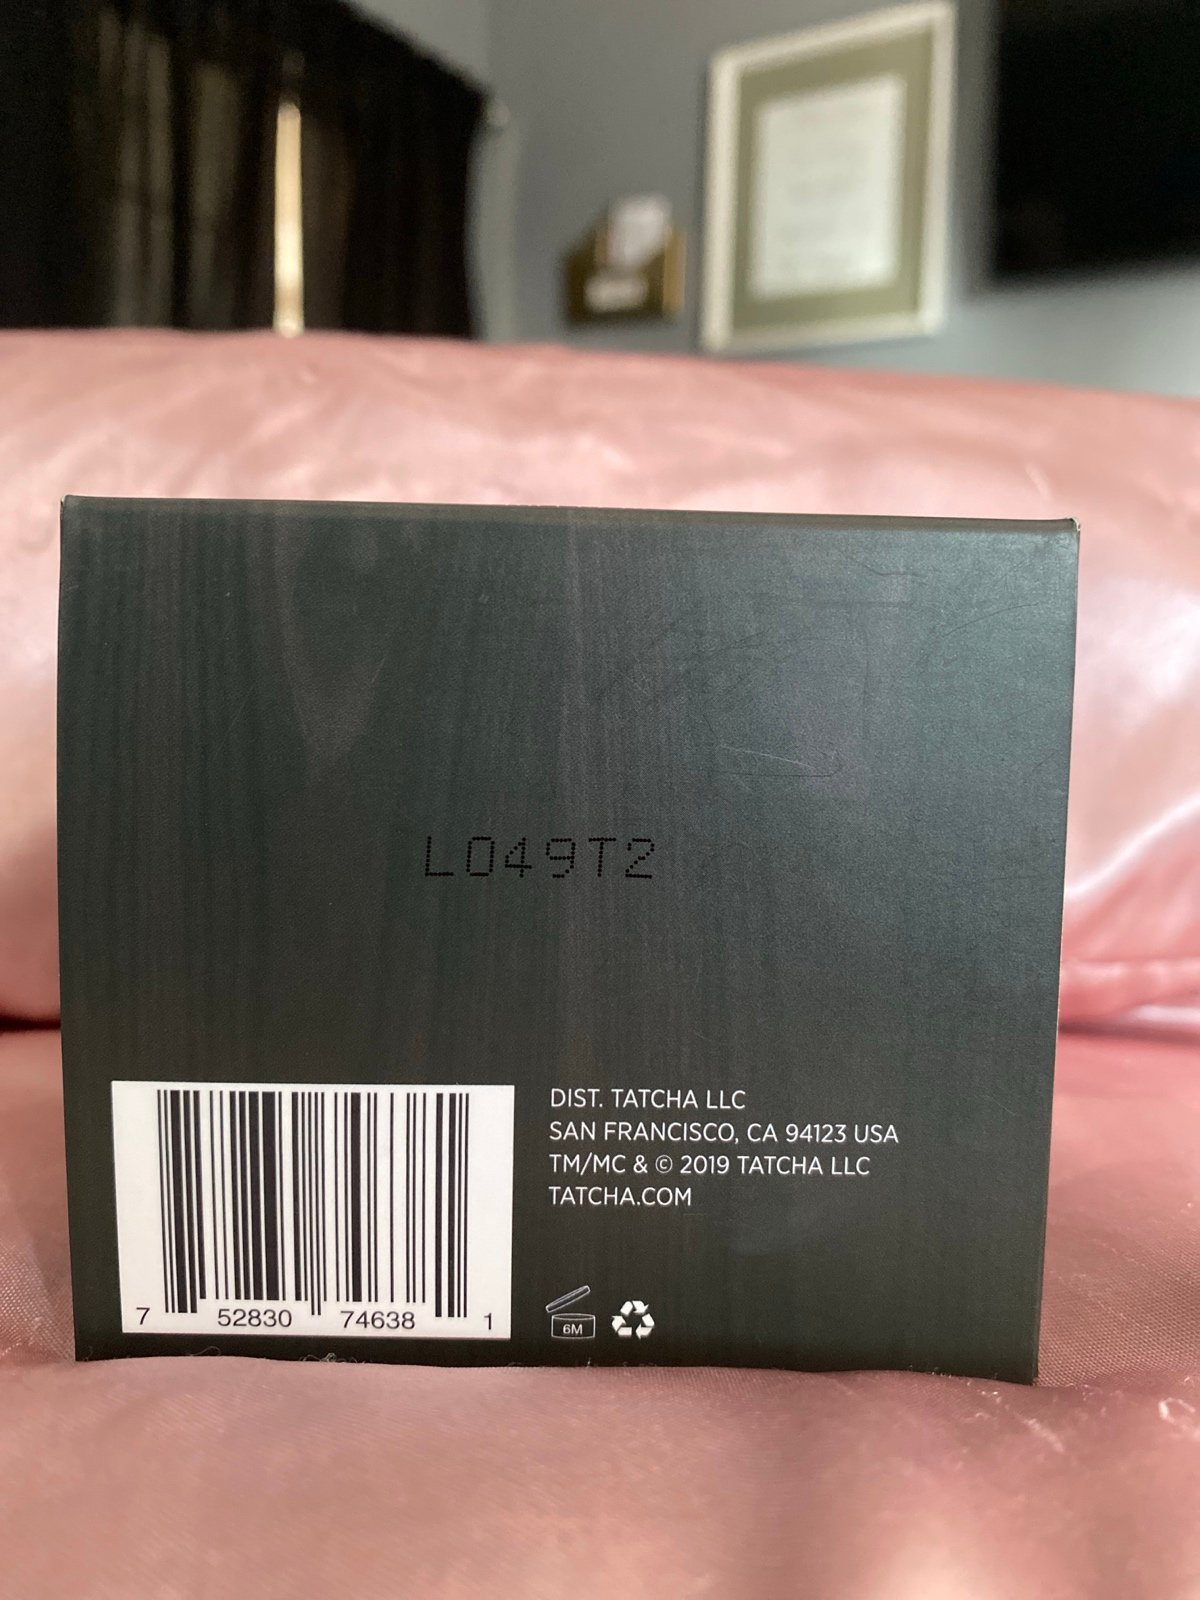 L049T2
DIST. TATCHA LLC
SAN FRANCISCO, CA 94123 USA
TM/MC & © 2019 TATCHA LLC
TATCHA.COM
7 52830 74638 1
6M